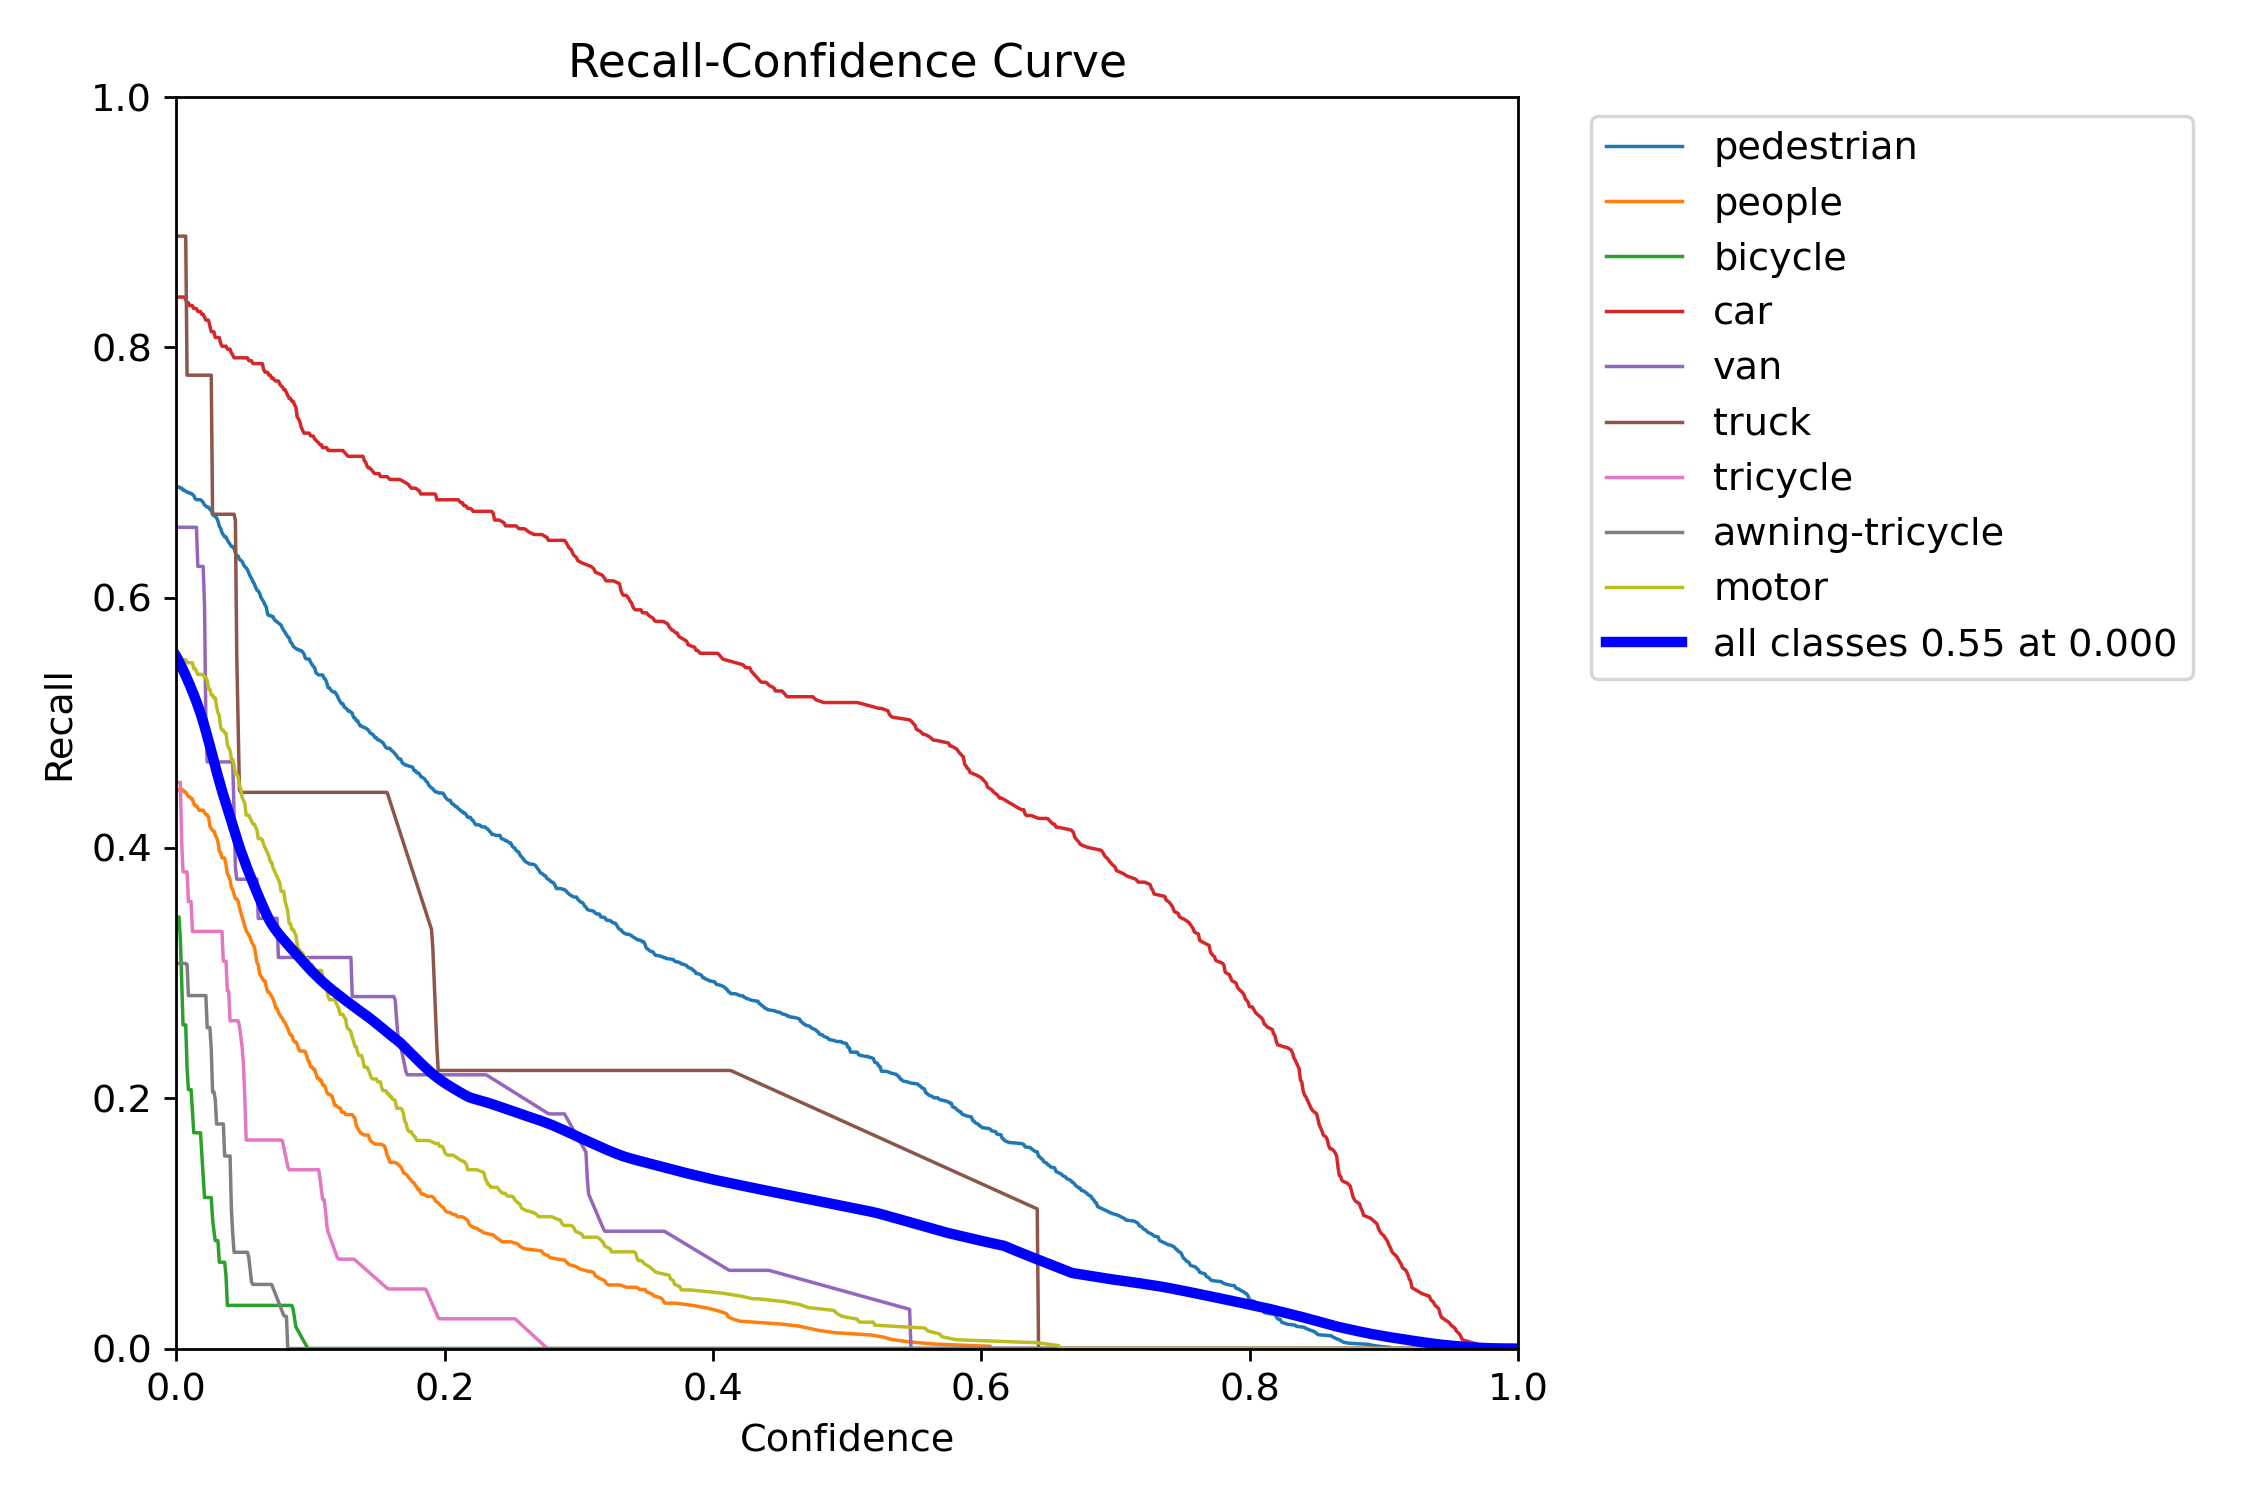 Recall-Confidence Curve
1.0
0.8
0.6
0.4
0.2
0.0
Recall
0.0 0.2 0.4 0.6 0.8 1.0
Confidence
pedestrian
people
bicycle
car
van
truck
tricycle
awning-tricycle
motor
all classes 0.55 at 0.000